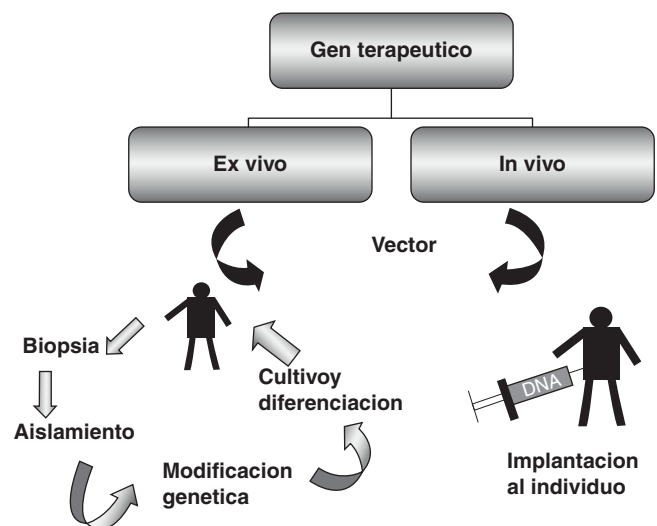 Gen terapeutico
Ex vivo
In vivo
Vector
Biopsia
Cultivoy
diferenciacion
DNA
Aislamiento
Modificacion
genetica
Implantacion
al individuo